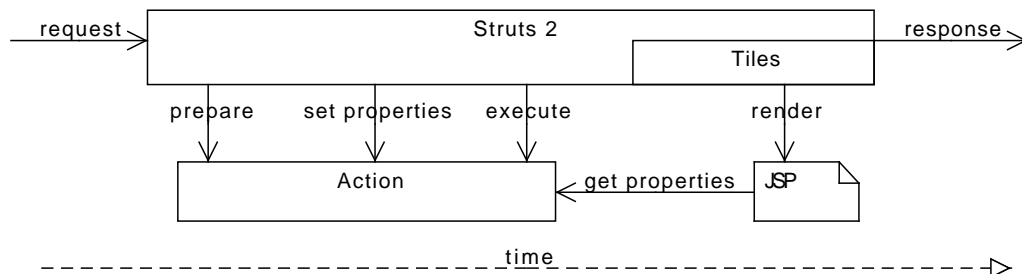 request
Struts 2
response
Tiles
prepare
set properties
execute
render
Action
get properties
JSP
time